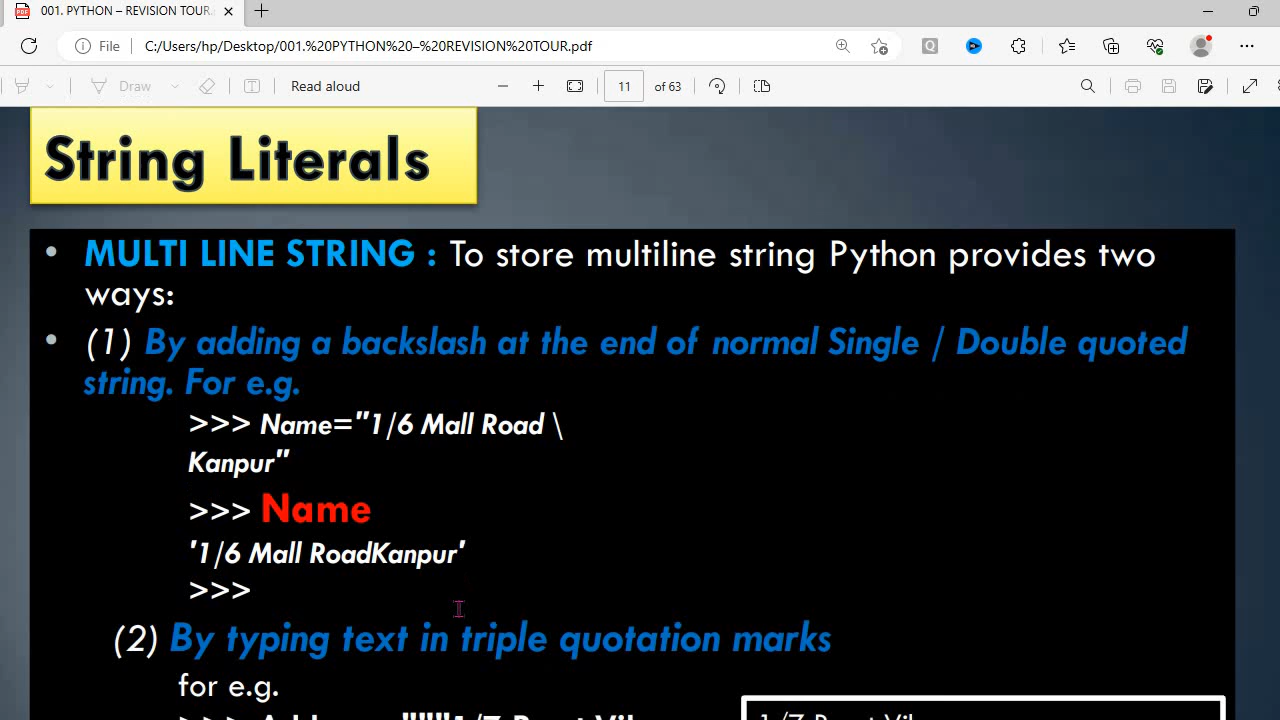 001. PYTHON – REVISION TOUR.
File
C:/Users/hp/Desktop/001.%20PYTHON%20–%20REVISION%20TOUR.pdf
Draw
Read aloud
11
of 63
String Literals
MULTI LINE STRING : To store multiline string Python provides two
ways:
(1) By adding a backslash at the end of normal Single / Double quoted
string. For e.g.
>>> Name="1/6 Mall Road \
Kanpur"
>>> Name
'1/6 Mall RoadKanpur'
>>>
(2) By typing text in triple quotation marks
for e.g.